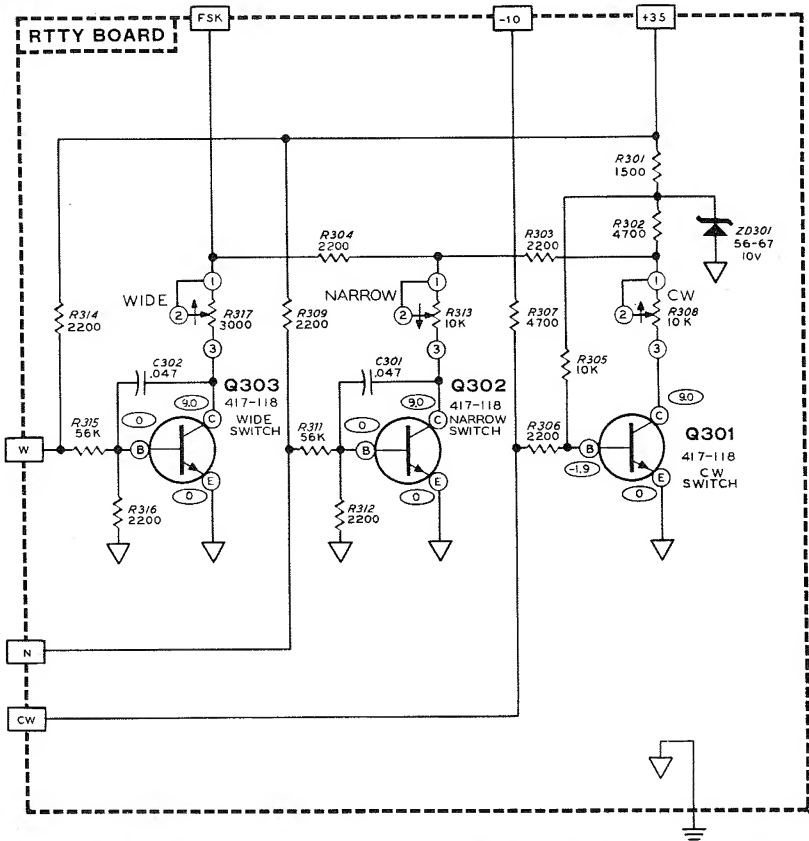 FSK
-10
+35
RTTY BOARD
R301
1500
R304
2200
R303
2200
R302
4700
ZD301
56-67
10V
WIDE
1
2
R317
3000
3
NARROW
1
2
R313
10K
3
CW
1
2
R308
10K
3
R314
2200
R309
2200
R307
4700
R305
10K
C302
.047
C301
.047
Q303
417-118
WIDE
SWITCH
9.0
C
Q302
417-118
NARROW
SWITCH
9.0
C
9.0
C
Q301
417-118
CW
SWITCH
W
R315
56K
0
B
E
0
R311
56K
0
B
E
0
R306
2200
B
-1.9
E
0
R316
2200
R312
2200
N
CW